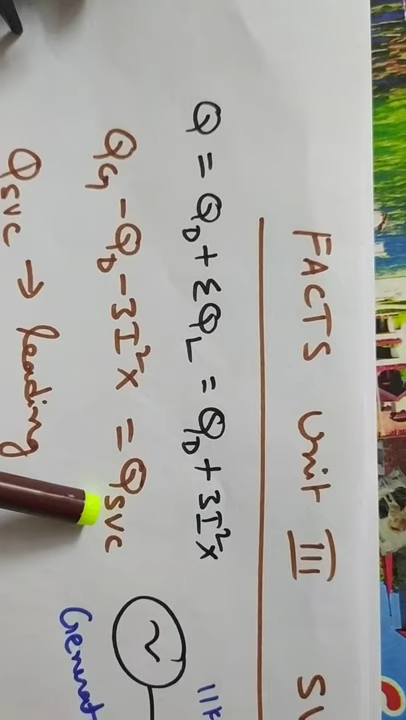 FACTS Unit III
Q = Q_D + ΣQ_L = Q_D + 3I²X
Q_G - Q_D - 3I²X = Q_SVC
Q_SVC → leading